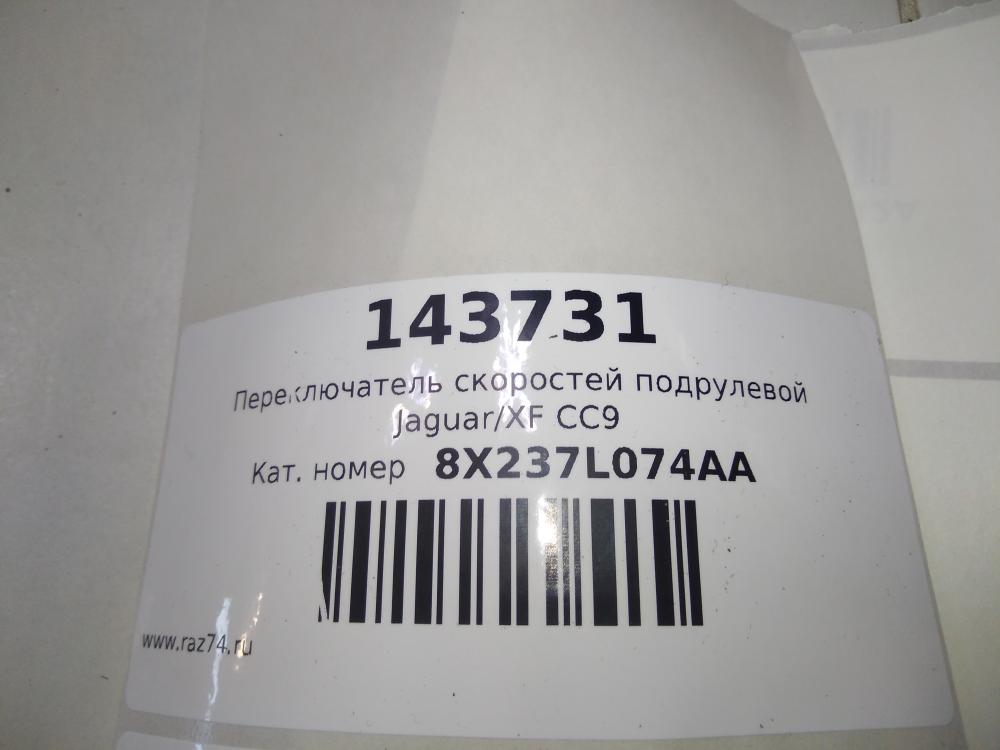 143731
Переключатель скоростей подрулевой
Jaguar/XF CC9
Кат. номер 8X237L074AA
www.raz74.ru